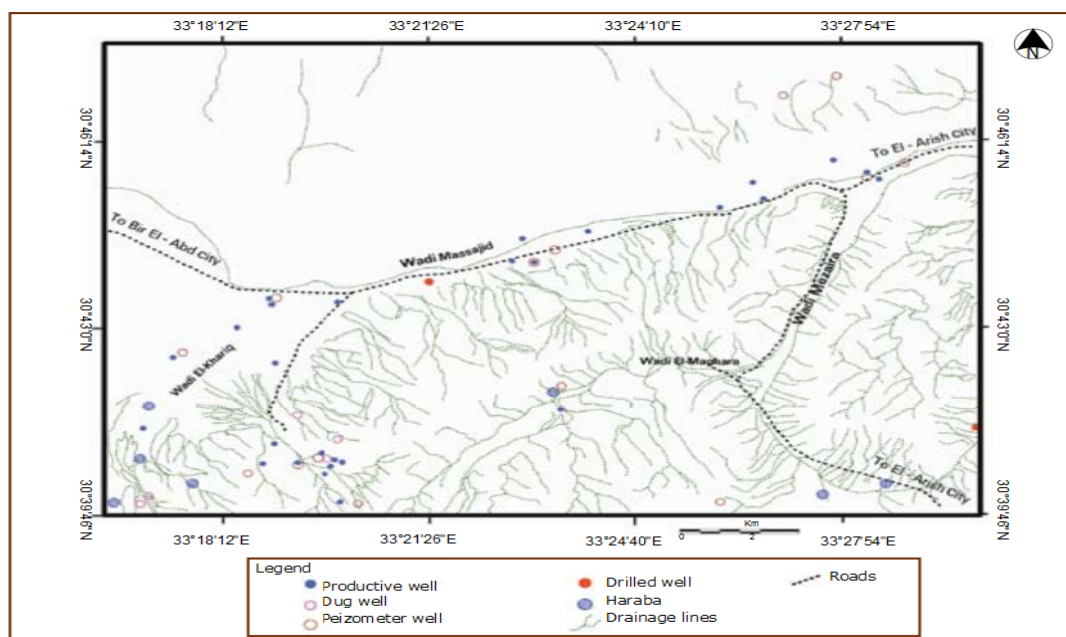 33°18'12"E
33°21'26"E
33°24'10"E
33°27'54"E
N
30°46'14"N
30°46'14"N
To El - Arish city
To Bir El - Abd city
Wadi Massajid
Wadi Mozaira
30°43'0"N
30°43'0"N
Wadi El-Khariq
Wadi El-Maghara
To El - Arish City
30°39'46"N
30°39'46"N
Km
0 2
33°18'12"E
33°21'26"E
33°24'40"E
33°27'54"E
Legend
Productive well
Dug well
Peizometer well
Drilled well
Haraba
Drainage lines
Roads